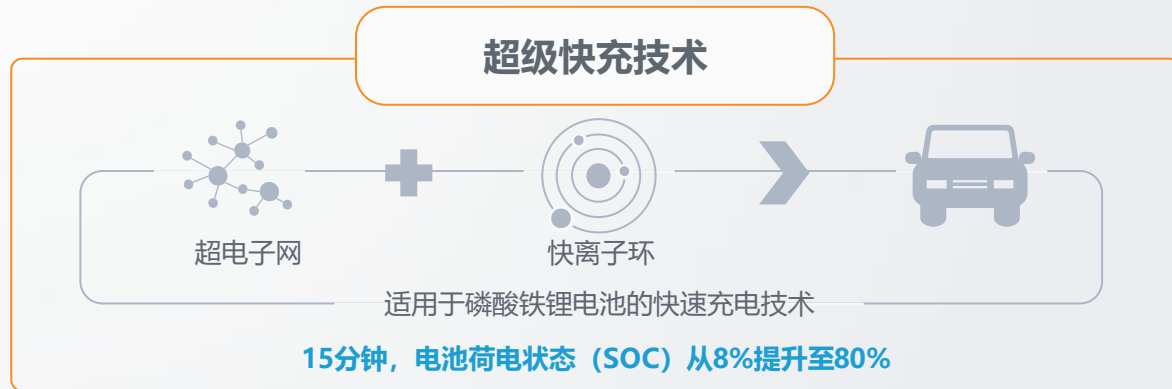 超级快充技术
超电子网
快离子环
适用于磷酸铁锂电池的快速充电技术
15分钟，电池荷电状态（SOC）从8%提升至80%